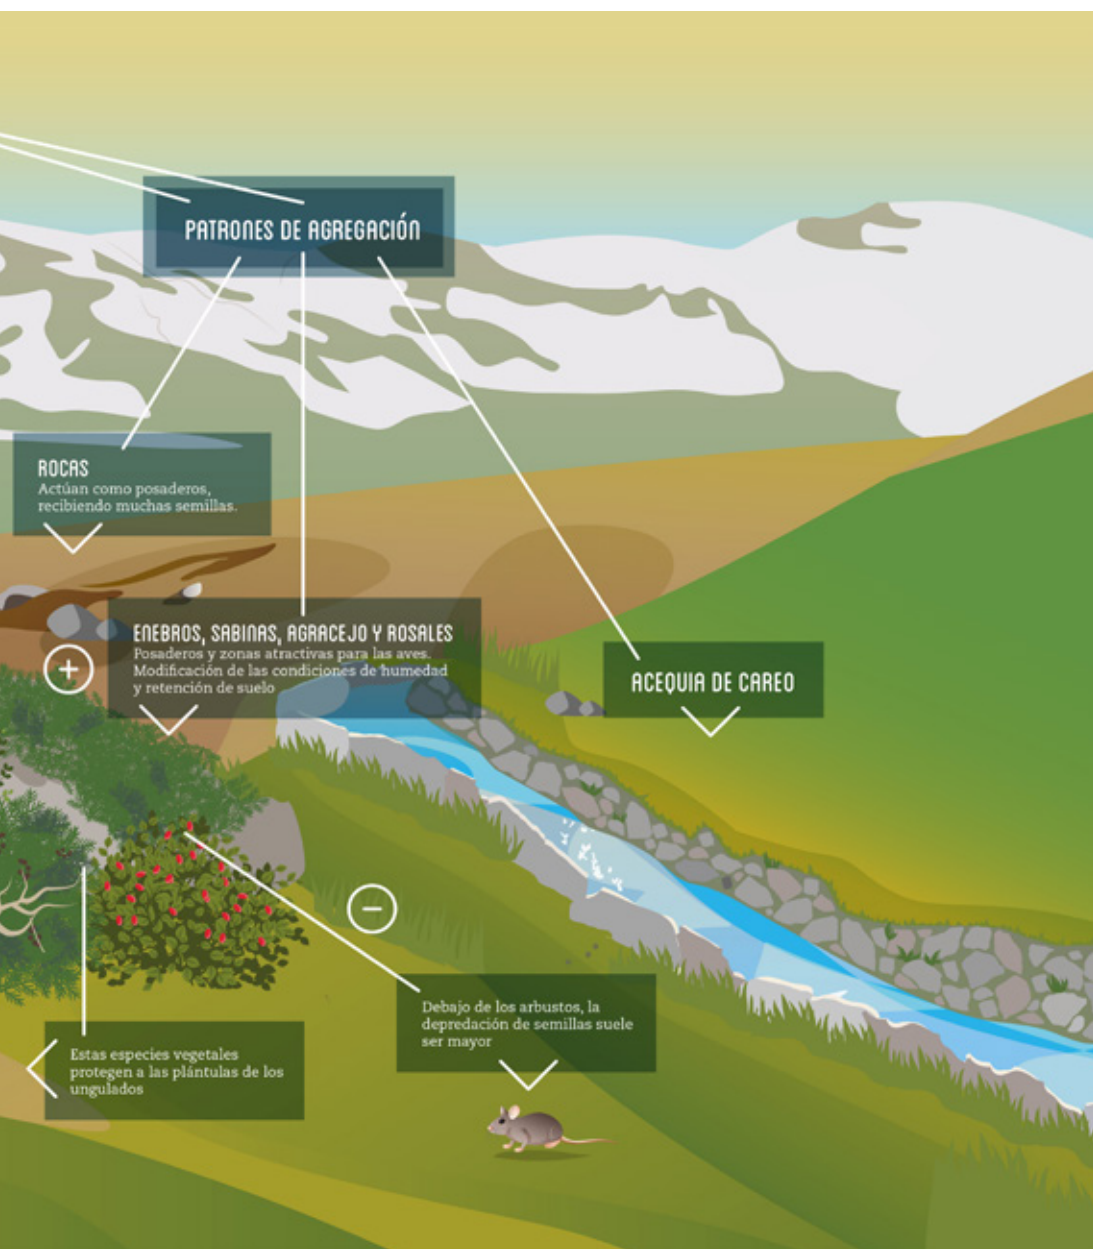 PATRONES DE AGREGACIÓN
ROCAS
Actúan como posaderos,
recibiendo muchas semillas.
ENEBROS, SABINAS, AGRACEJO Y ROSALES
Posaderos y zonas atractivas para las aves.
Modificación de las condiciones de humedad
y retención de suelo
ACEQUIA DE CAREO
Debajo de los arbustos, la
depredación de semillas suele
ser mayor
Estas especies vegetales
protegen a las plántulas de los
ungulados